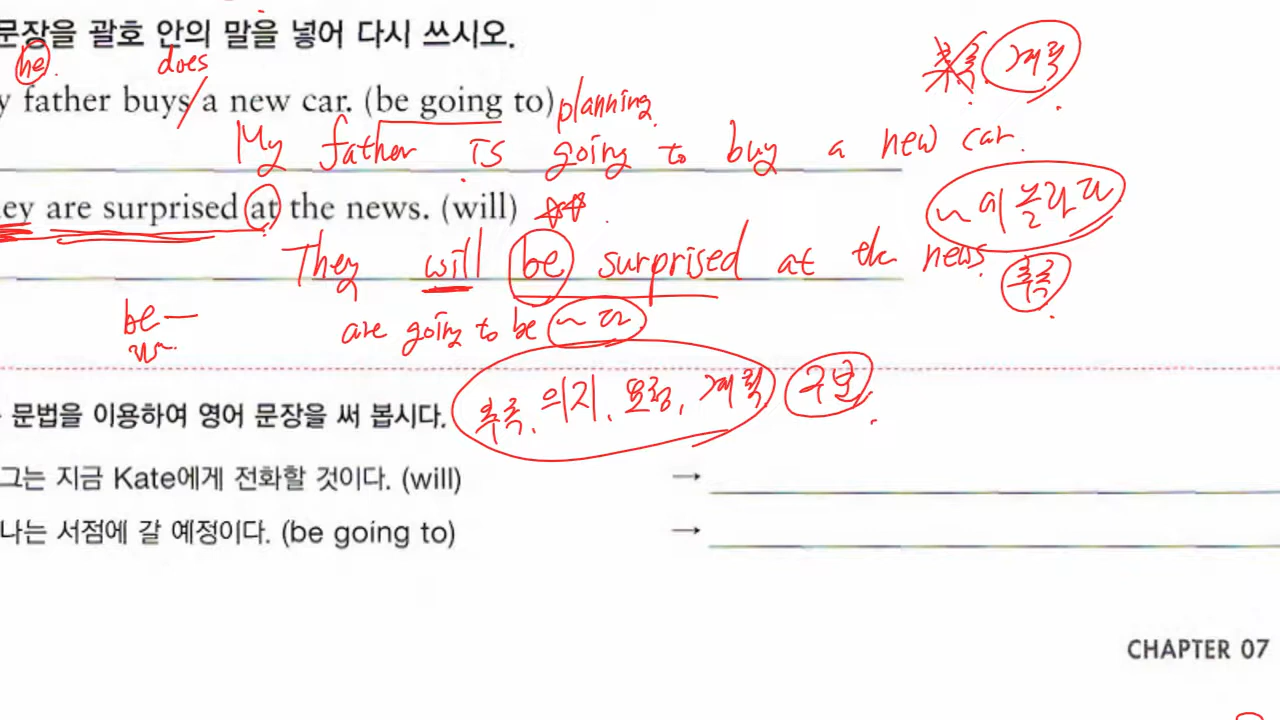 문장을 괄호 안의 말을 넣어 다시 쓰시오.
he does
y father buys a new car. (be going to) planning 계획
My father is going to buy a new car.
ey are surprised at the news. (will) ~에 놀라다
They will be surprised at the news 추측
be
are going to be ~다
추측, 의지, 요청, 계획 구분
문법을 이용하여 영어 문장을 써 봅시다.
그는 지금 Kate에게 전화할 것이다. (will) →
나는 서점에 갈 예정이다. (be going to) →
CHAPTER 07